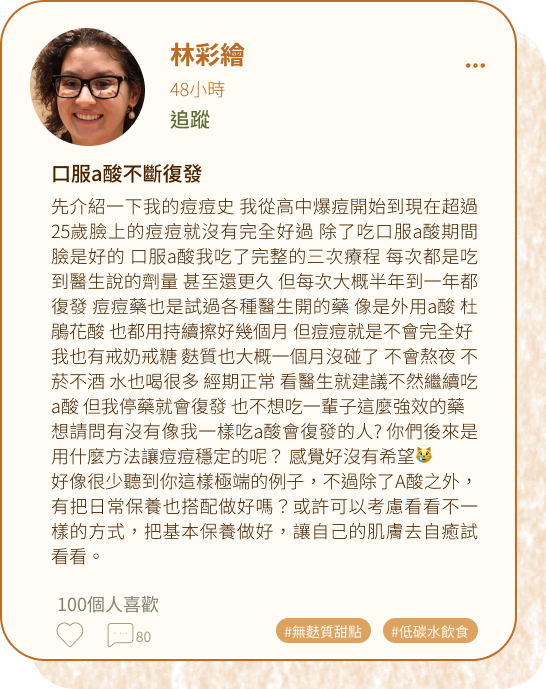 林彩繪
48小時
追蹤
口服a酸不斷復發
先介紹一下我的痘痘史 我從高中爆痘開始到現在超過
25歲臉上的痘痘就沒有完全好過 除了吃口服a酸期間
臉是好的 口服a酸我吃了完整的三次療程 每次都是吃
到醫生說的劑量 甚至還更久 但每次大概半年到一年都
復發 痘痘藥也是試過各種醫生開的藥 像是外用a酸 杜
鵑花酸 也都用持續擦好幾個月 但痘痘就是不會完全好
我也有戒奶戒糖 麩質也大概一個月沒碰了 不會熬夜 不
菸不酒 水也喝很多 經期正常 看醫生就建議不然繼續吃
a酸 但我停藥就會復發 也不想吃一輩子這麼強效的藥
想請問有沒有像我一樣吃a酸會復發的人? 你們後來是
用什麼方法讓痘痘穩定的呢？ 感覺好沒有希望😿
好像很少聽到你這樣極端的例子，不過除了A酸之外，
有把日常保養也搭配做好嗎？或許可以考慮看看不一
樣的方式，把基本保養做好，讓自己的肌膚去自癒試
看看。
100個人喜歡
80
#無麩質甜點 #低碳水飲食